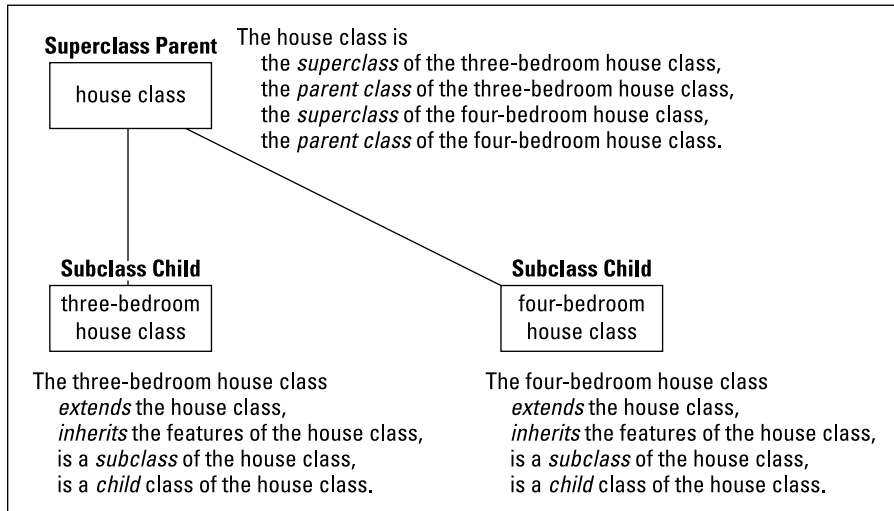 Superclass Parent
house class
The house class is
the superclass of the three-bedroom house class,
the parent class of the three-bedroom house class,
the superclass of the four-bedroom house class,
the parent class of the four-bedroom house class.
Subclass Child
three-bedroom
house class
The three-bedroom house class
extends the house class,
inherits the features of the house class,
is a subclass of the house class,
is a child class of the house class.
Subclass Child
four-bedroom
house class
The four-bedroom house class
extends the house class,
inherits the features of the house class,
is a subclass of the house class,
is a child class of the house class.